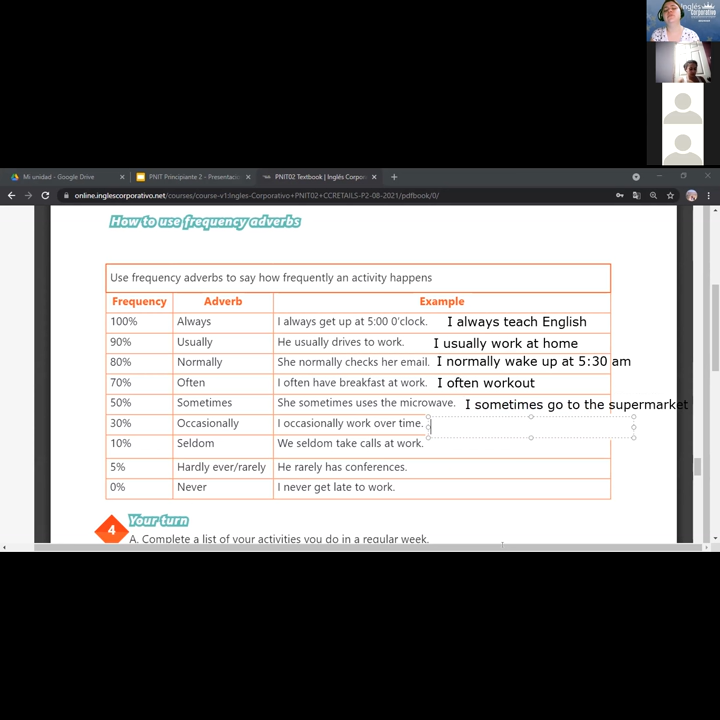 Inglés
Corporativo
Mi unidad - Google Drive
PNIT Principiante 2 - Presentació
PNIT02 Textbook | Inglés Corpor
online.inglescorporativo.net/courses/course-v1:Ingles-Corporativo+PNIT02+CCRETAILS-P2-08-2021/pdfbook/0/
How to use frequency adverbs
Use frequency adverbs to say how frequently an activity happens
Frequency Adverb Example
100% Always I always get up at 5:00 0'clock. I always teach English
90% Usually He usually drives to work. I usually work at home
80% Normally She normally checks her email. I normally wake up at 5:30 am
70% Often I often have breakfast at work. I often workout
50% Sometimes She sometimes uses the microwave. I sometimes go to the supermarket
30% Occasionally I occasionally work over time.
10% Seldom We seldom take calls at work.
5% Hardly ever/rarely He rarely has conferences.
0% Never I never get late to work.
4 Your turn
A. Complete a list of your activities you do in a regular week.